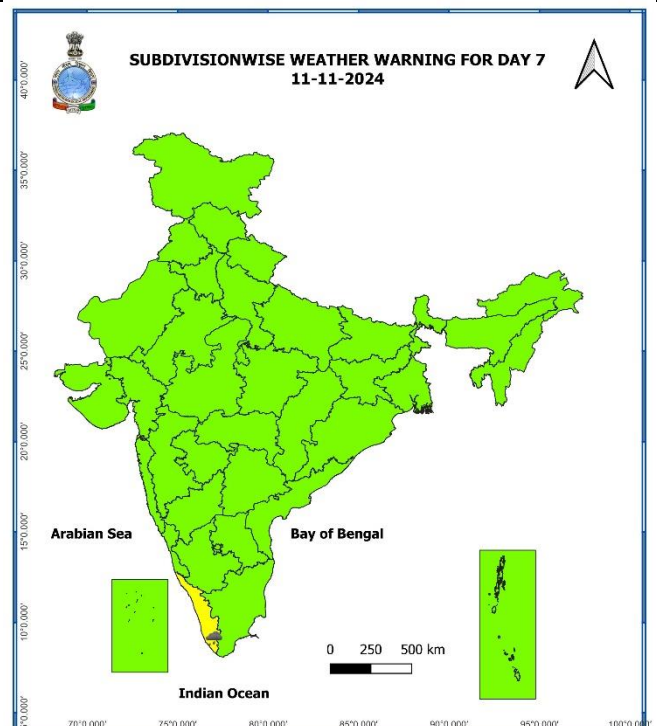 SUBDIVISIONWISE WEATHER WARNING FOR DAY 7
11-11-2024
40°0.000'
35°0.000'
30°0.000'
25°0.000'
20°0.000'
15°0.000'
10°0.000'
Arabian Sea
Bay of Bengal
0 250 500 km
Indian Ocean
70°0.000' 75°0.000' 80°0.000' 85°0.000' 90°0.000' 95°0.000' 100°0.000'